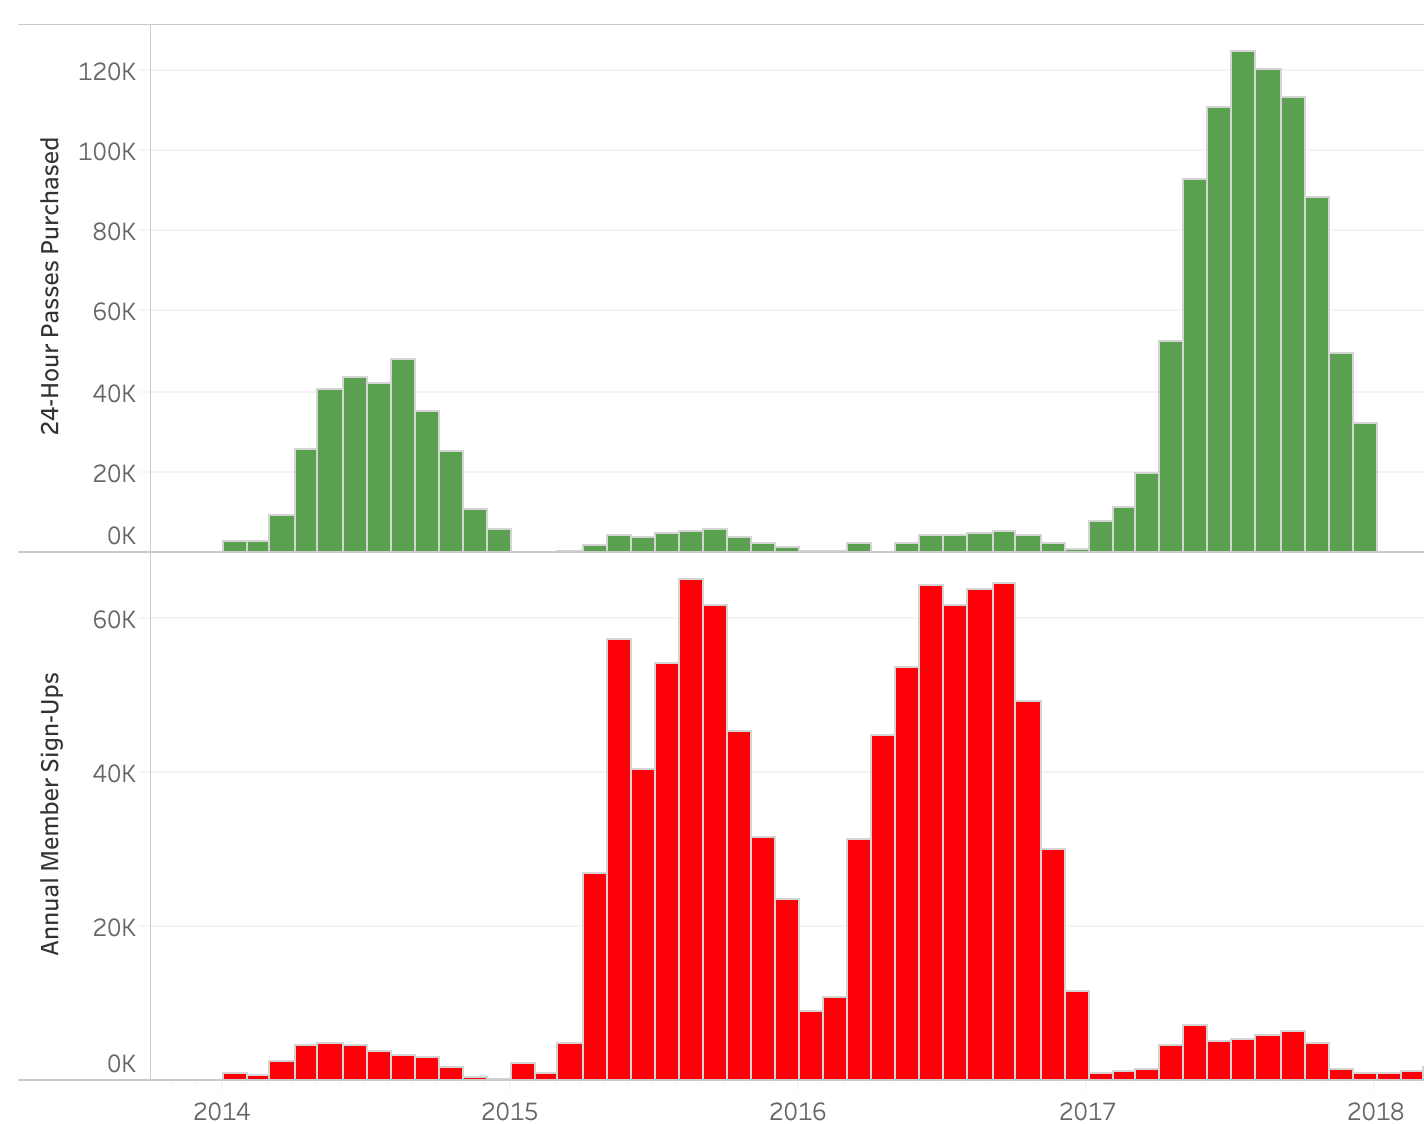 24-Hour Passes Purchased
120K
100K
80K
60K
40K
20K
0K
Annual Member Sign-Ups
60K
40K
20K
0K
2014 2015 2016 2017 2018